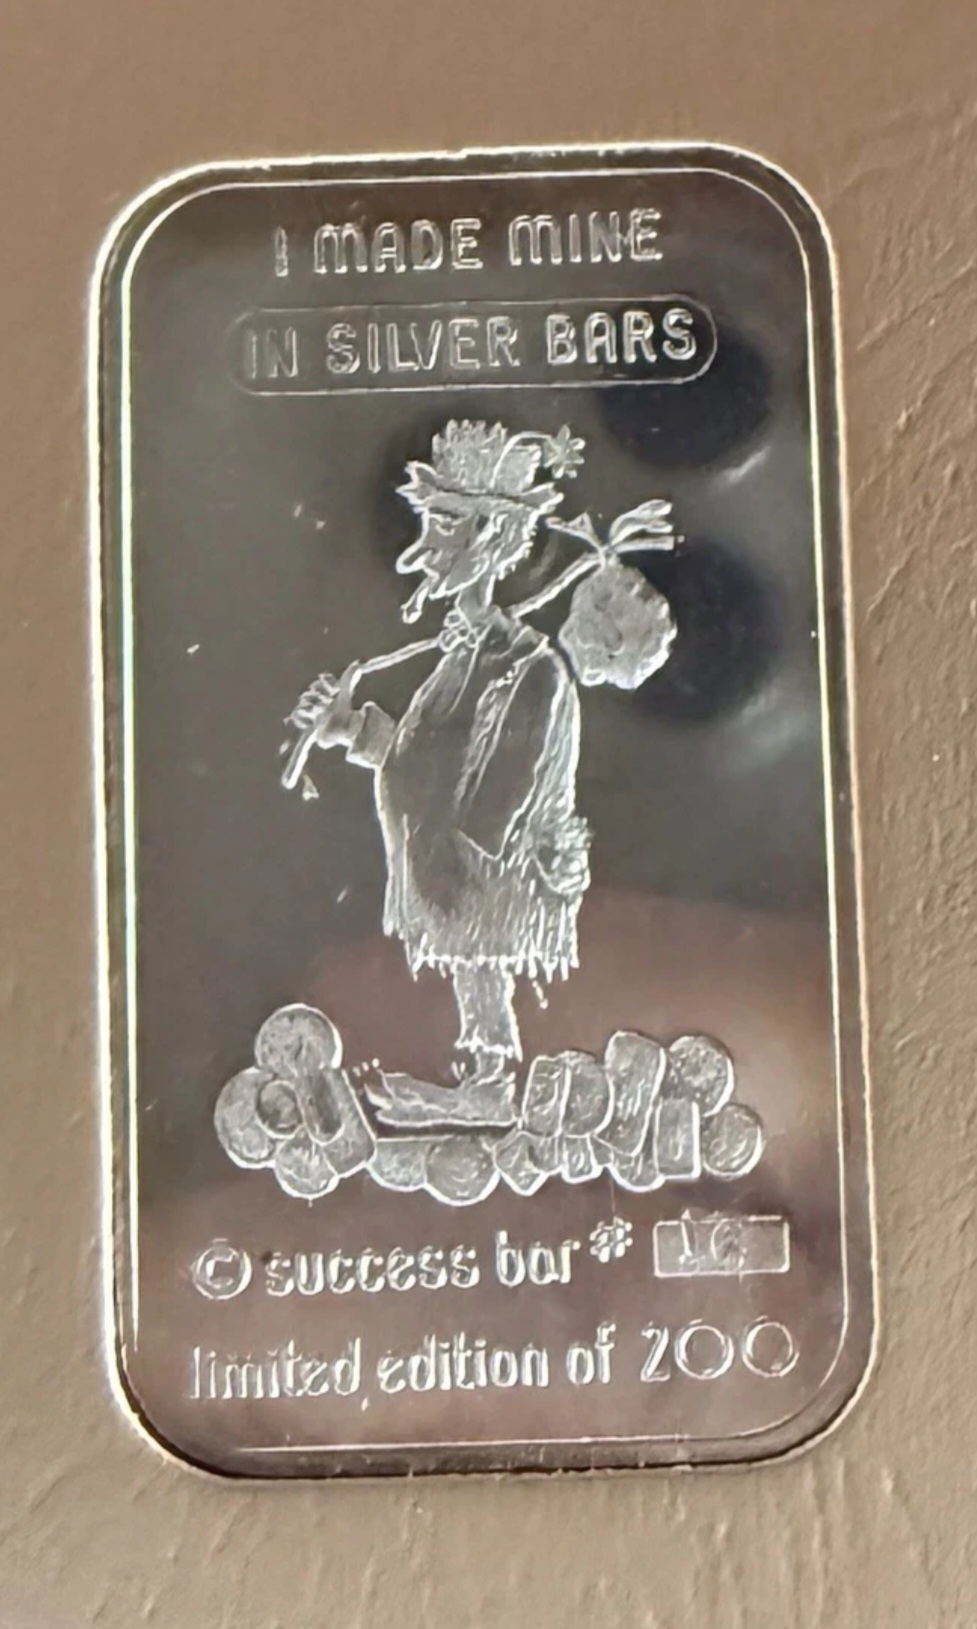 I MADE MINE
IN SILVER BARS
© success bar #
limited edition of 200